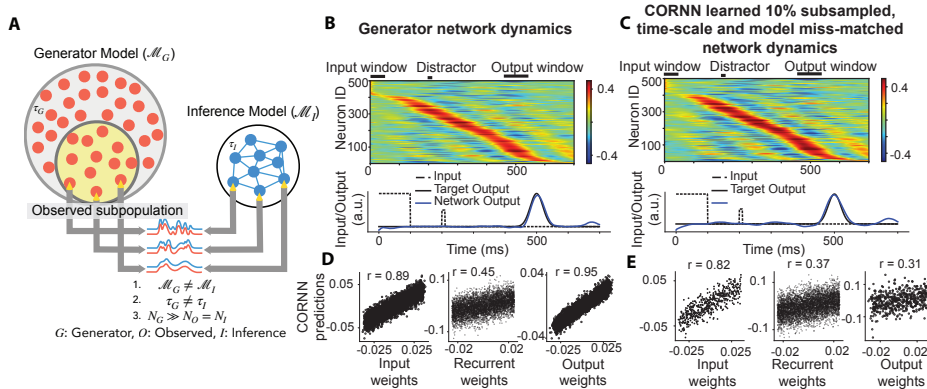 A
Generator Model (ℳG)
τG
Inference Model (ℳI)
τI
Observed subpopulation
1. ℳG ≠ ℳI
2. τG ≠ τI
3. NG ≫ NO = NI
G: Generator, O: Observed, I: Inference
B
Generator network dynamics
Input window
Distractor
Output window
Neuron ID
500
300
100
0.4
-0.4
Input
Target Output
Network Output
Input/Output
(a.u.)
0
500
Time (ms)
C
CORNN learned 10% subsampled,
time-scale and model miss-matched
network dynamics
Input window
Distractor
Output window
Neuron ID
500
300
100
0.4
-0.4
Input
Target Output
Network Output
Input/Output
(a.u.)
0
500
Time (ms)
D
CORNN
predictions
r = 0.89
0.05
-0.05
-0.025
0.025
Input
weights
r = 0.45
0.1
-0.1
-0.02
0.02
Recurrent
weights
r = 0.95
0.04
-0.04
-0.025
0.025
Output
weights
E
r = 0.82
0.05
-0.05
-0.025
0.025
Input
weights
r = 0.37
0.1
-0.1
-0.02
0.02
Recurrent
weights
r = 0.31
0.1
-0.1
-0.02
0.02
Output
weights